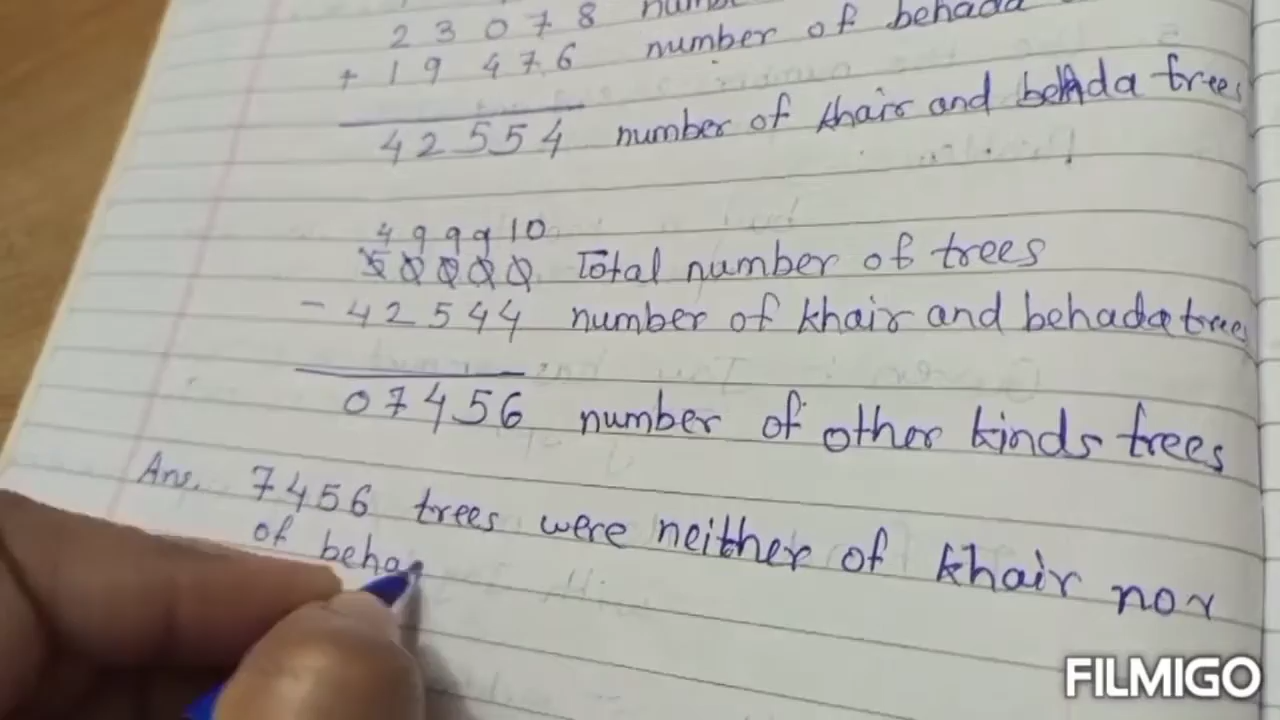 2 3 0 7 8
+ 1 9 4 7 6 number of behada
4 2 5 5 4 number of khair and behada trees
4 9 9 9 10
5 0 0 0 0 Total number of trees
- 4 2 5 4 4 number of khair and behada trees
0 7 4 5 6 number of other kinds trees
Ans. 7456 trees were neither of khair nor
of beha
FILMIGO